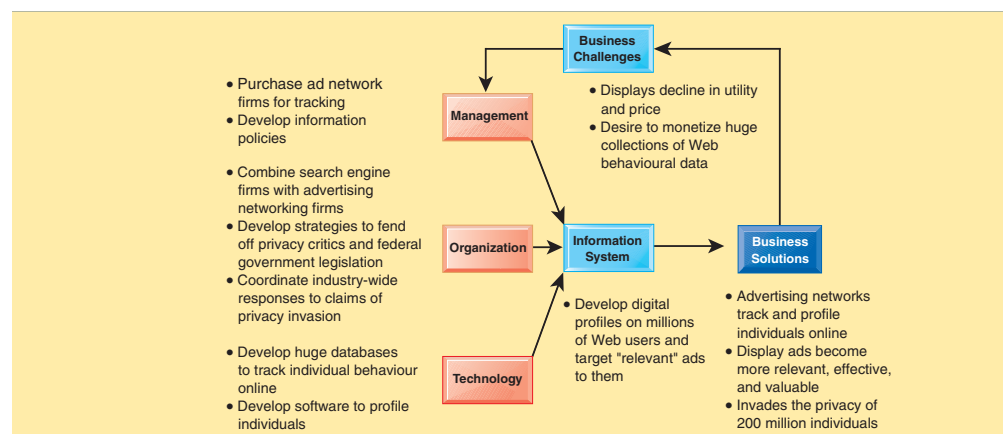 Business
Challenges
• Displays decline in utility
and price
• Desire to monetize huge
collections of Web
behavioural data
• Purchase ad network
firms for tracking
• Develop information
policies
Management
• Combine search engine
firms with advertising
networking firms
• Develop strategies to fend
off privacy critics and federal
government legislation
• Coordinate industry-wide
responses to claims of
privacy invasion
Organization
Information
System
Business
Solutions
• Develop digital
profiles on millions
of Web users and
target "relevant" ads
to them
• Advertising networks
track and profile
individuals online
• Display ads become
more relevant, effective,
and valuable
• Invades the privacy of
200 million individuals
• Develop huge databases
to track individual behaviour
online
• Develop software to profile
individuals
Technology